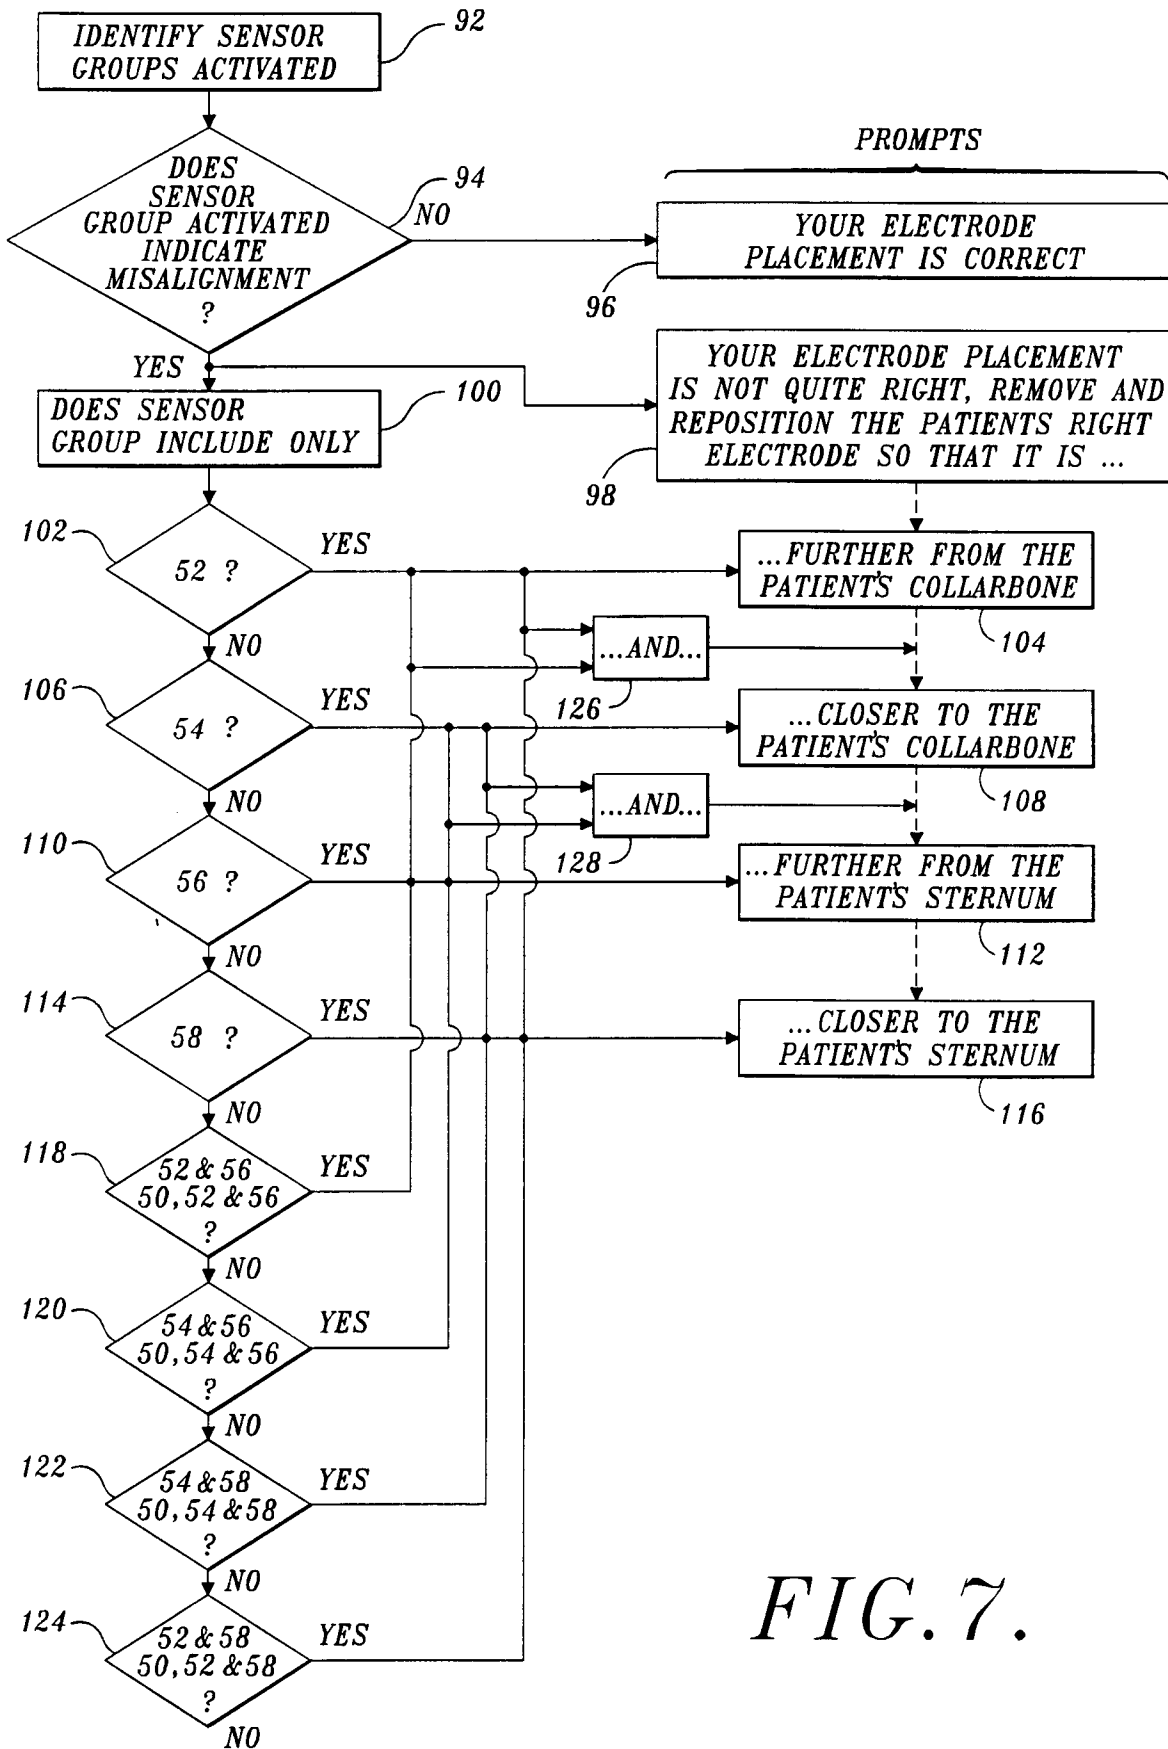 IDENTIFY SENSOR
GROUPS ACTIVATED
92
DOES
SENSOR
GROUP ACTIVATED
INDICATE
MISALIGNMENT
?
94
NO
PROMPTS
YOUR ELECTRODE
PLACEMENT IS CORRECT
96
YES
YOUR ELECTRODE PLACEMENT
IS NOT QUITE RIGHT, REMOVE AND
REPOSITION THE PATIENTS RIGHT
ELECTRODE SO THAT IT IS ...
98
DOES SENSOR
GROUP INCLUDE ONLY
100
102
52 ?
YES
NO
...FURTHER FROM THE
PATIENT'S COLLARBONE
104
...AND...
126
106
54 ?
YES
NO
...CLOSER TO THE
PATIENT'S COLLARBONE
108
...AND...
128
110
56 ?
YES
NO
...FURTHER FROM THE
PATIENT'S STERNUM
112
114
58 ?
YES
NO
...CLOSER TO THE
PATIENT'S STERNUM
116
118
52 & 56
50, 52 & 56
?
YES
NO
120
54 & 56
50, 54 & 56
?
YES
NO
122
54 & 58
50, 54 & 58
?
YES
NO
124
52 & 58
50, 52 & 58
?
YES
NO
FIG. 7.